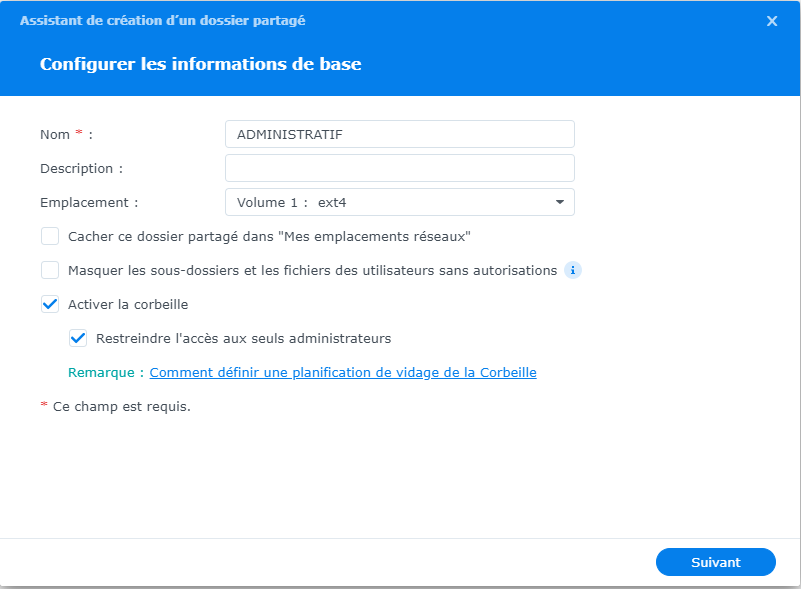 Assistant de création d’un dossier partagé
Configurer les informations de base
Nom * :
ADMINISTRATIF
Description :
Emplacement :
Volume 1 : ext4
Cacher ce dossier partagé dans "Mes emplacements réseaux"
Masquer les sous-dossiers et les fichiers des utilisateurs sans autorisations
Activer la corbeille
Restreindre l'accès aux seuls administrateurs
Remarque : Comment définir une planification de vidage de la Corbeille
* Ce champ est requis.
Suivant